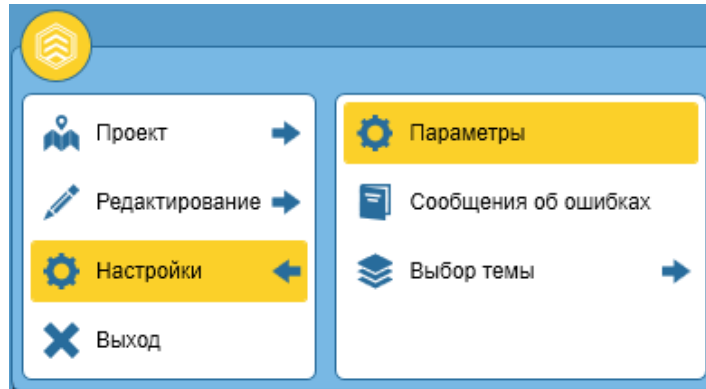 Проект
Редактирование
Настройки
Выход
Параметры
Сообщения об ошибках
Выбор темы